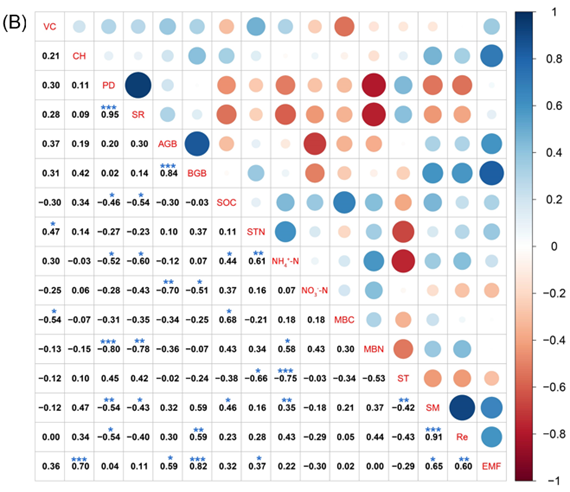 (B)
VC
0.21 CH
0.30 0.11 PD
***
0.28 0.09 0.95 SR
0.37 0.19 0.20 0.30 AGB
***
0.31 0.42 0.02 0.14 0.84 BGB
* *
−0.30 0.34 −0.46 −0.54 −0.30 −0.03 SOC
*
0.47 0.14 −0.27 −0.23 0.10 0.37 0.11 STN
* * * **
0.30 −0.03 −0.52 −0.60 −0.12 0.07 0.44 0.61 NH₄⁺-N
** *
−0.25 0.06 −0.28 −0.43 −0.70 −0.51 0.37 0.16 0.07 NO₃⁻-N
* *
−0.54 −0.07 −0.31 −0.35 −0.34 −0.25 0.68 −0.21 0.18 0.18 MBC
*** ** *
−0.13 −0.15 −0.80 −0.78 −0.36 −0.07 0.43 0.34 0.58 0.43 0.30 MBN
* ***
−0.12 0.10 0.45 0.42 −0.02 −0.24 −0.38 −0.66 −0.75 −0.03 −0.34 −0.53 ST
** * * ** **
−0.12 0.47 −0.54 −0.43 0.32 0.59 0.46 0.16 0.35 −0.18 0.21 0.37 −0.42 SM
* ** ***
0.00 0.34 −0.54 −0.40 0.30 0.59 0.23 0.28 0.43 −0.29 0.05 0.44 −0.43 0.91 Re
*** * *** * * **
0.36 0.70 0.04 0.11 0.59 0.82 0.32 0.37 0.22 −0.30 0.02 0.00 −0.29 0.65 0.60 EMF
1
0.8
0.6
0.4
0.2
0
−0.2
−0.4
−0.6
−0.8
−1